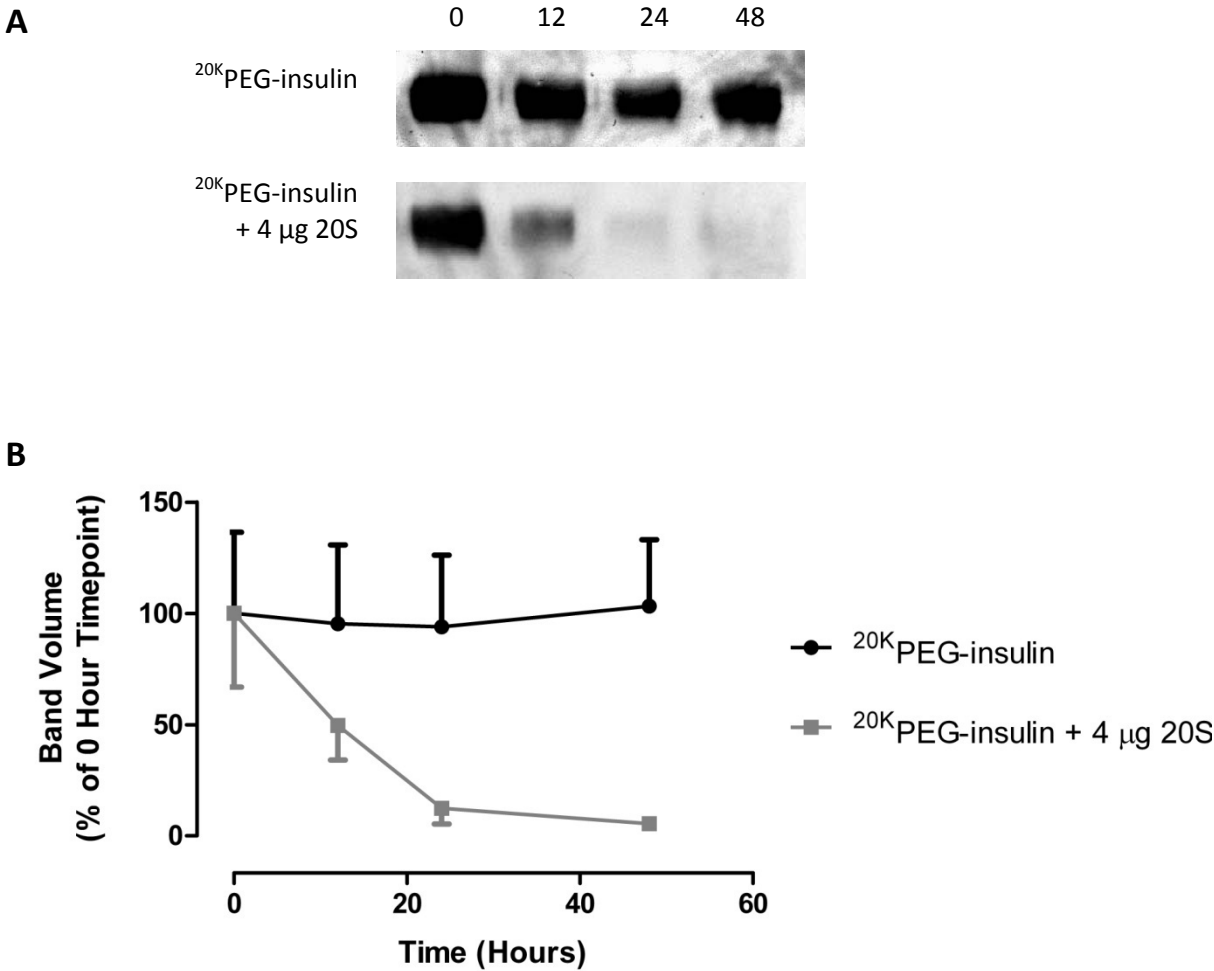 A
0 12 24 48
20KPEG-insulin
20KPEG-insulin
+ 4 µg 20S
B
Band Volume
(% of 0 Hour Timepoint)
150
100
50
0
0 20 40 60
Time (Hours)
20KPEG-insulin
20KPEG-insulin + 4 µg 20S